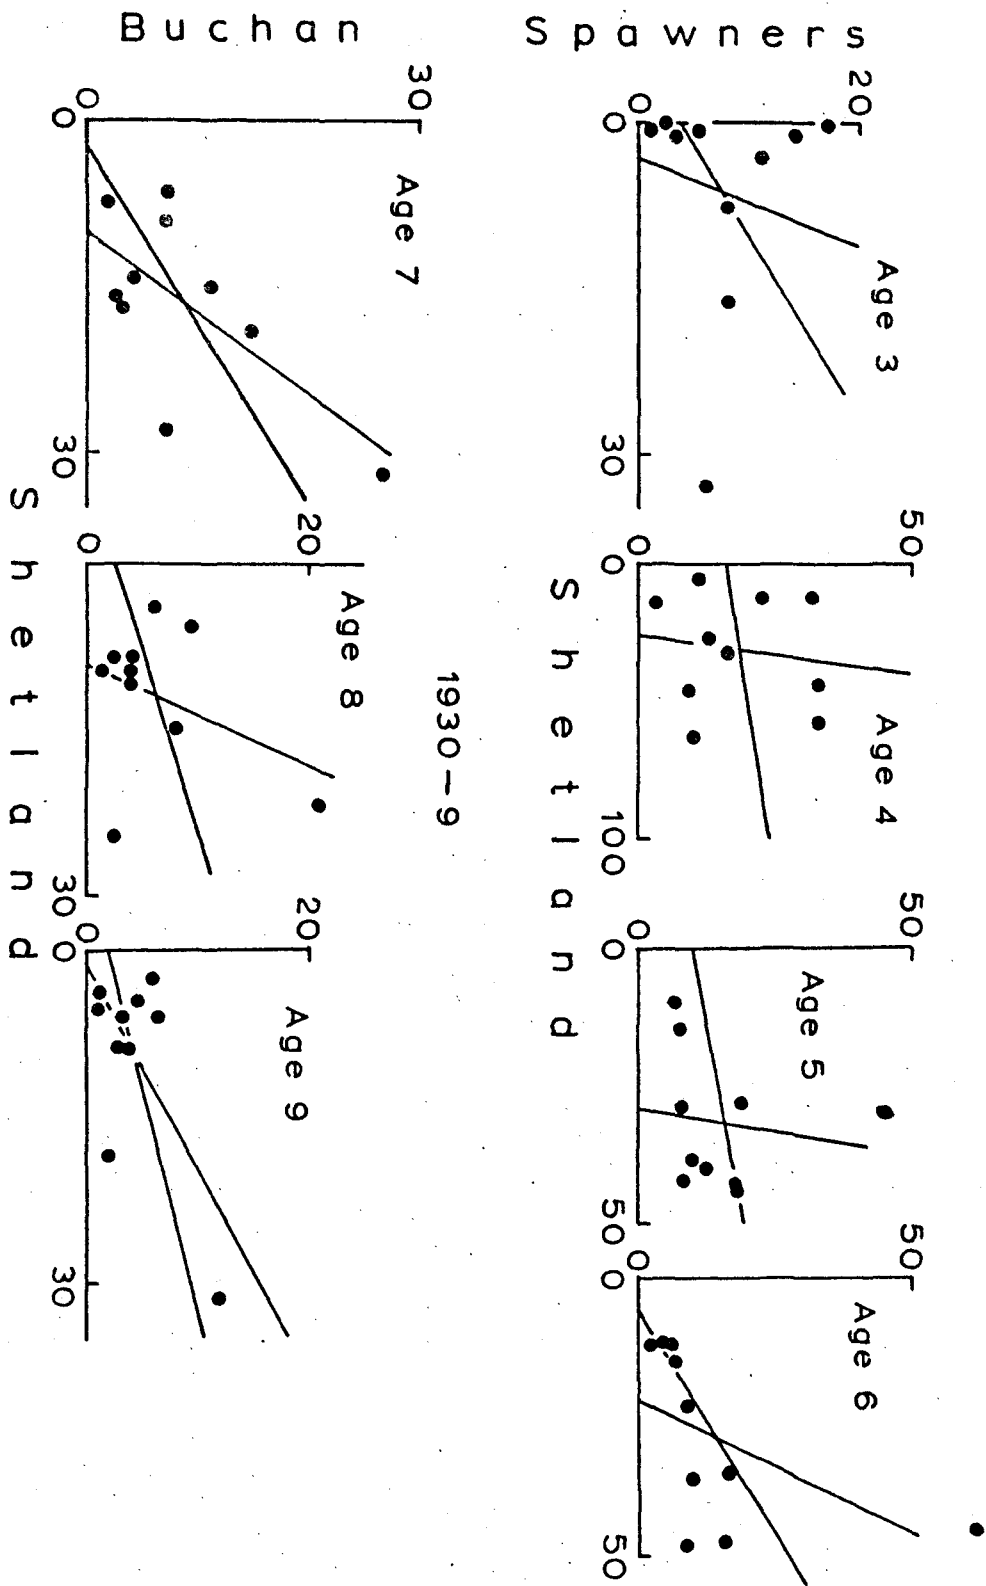 Buchan Spawners
20 50 50 50
Age 3 Age 4 Age 5 Age 6
0 0 0 0
0 30 0 100 0 50 0 50
Shetland
1930—9
30 20 20
Age 7 Age 8 Age 9
0 0 0
0 30 30 0 30
Shetland